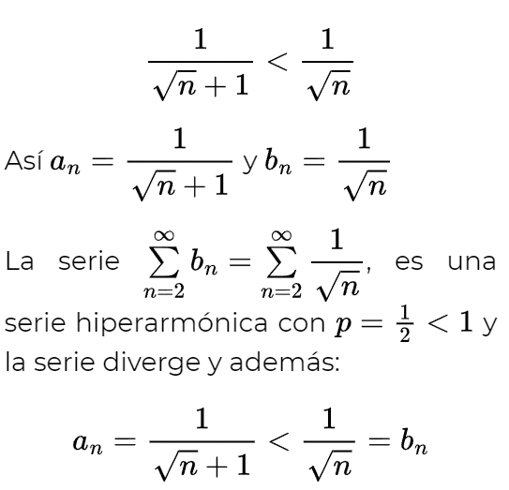 $$\frac{1}{\sqrt{n}+1} < \frac{1}{\sqrt{n}}$$
Así $a_n = \frac{1}{\sqrt{n}+1}$ y $b_n = \frac{1}{\sqrt{n}}$
La serie $\sum_{n=2}^{\infty} b_n = \sum_{n=2}^{\infty} \frac{1}{\sqrt{n}}$, es una
serie hiperarmónica con $p = \frac{1}{2} < 1$ y
la serie diverge y además:
$$a_n = \frac{1}{\sqrt{n}+1} < \frac{1}{\sqrt{n}} = b_n$$